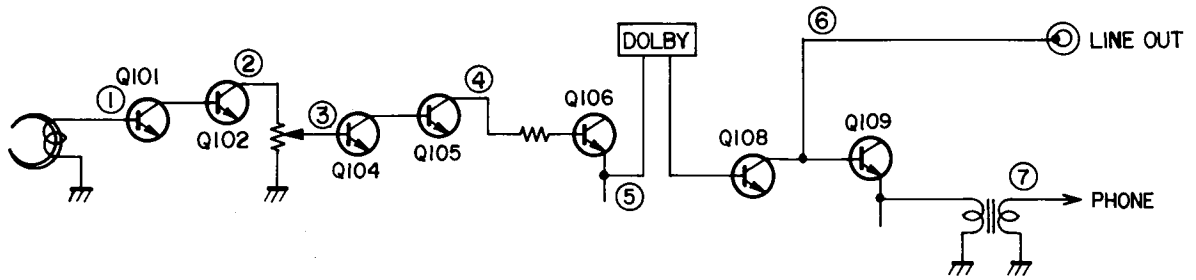 Q101
①
②
Q102
③
Q104
④
Q105
Q106
⑤
DOLBY
Q108
⑥
LINE OUT
Q109
⑦
PHONE